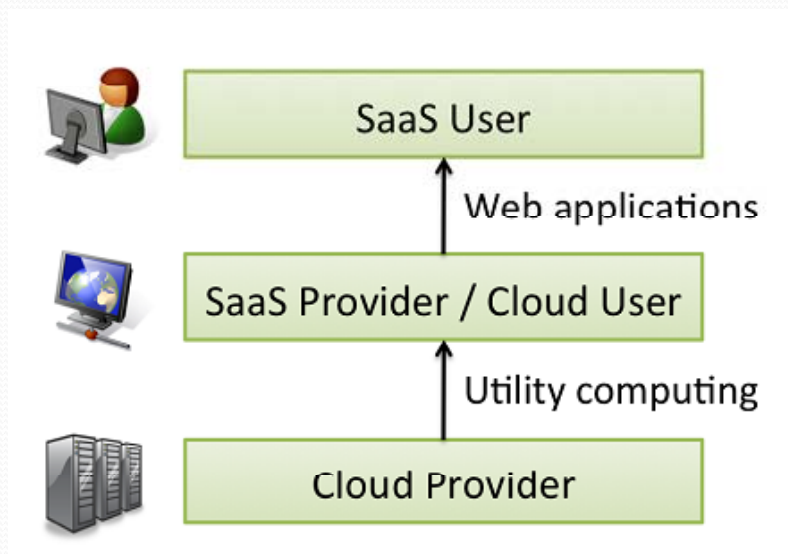 SaaS User
Web applications
SaaS Provider / Cloud User
Utility computing
Cloud Provider